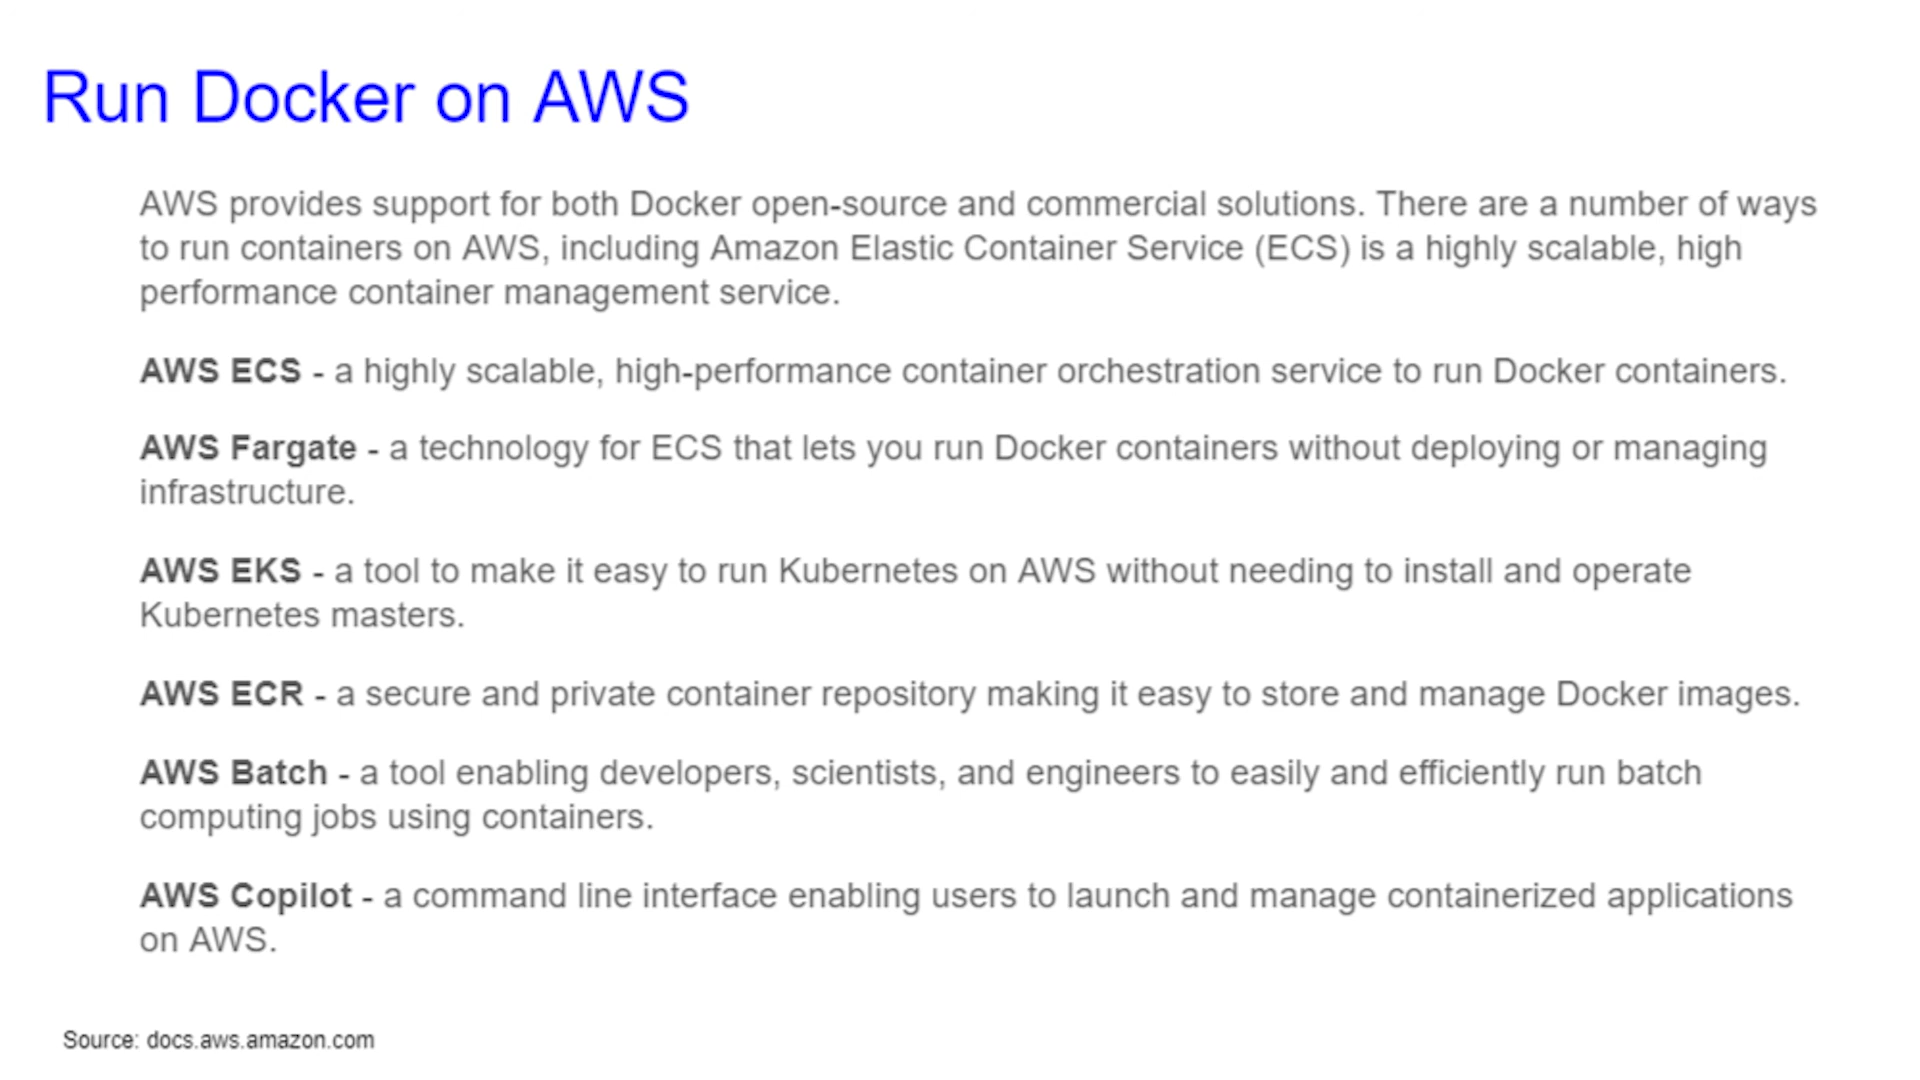 Run Docker on AWS
AWS provides support for both Docker open-source and commercial solutions. There are a number of ways
to run containers on AWS, including Amazon Elastic Container Service (ECS) is a highly scalable, high
performance container management service.
AWS ECS - a highly scalable, high-performance container orchestration service to run Docker containers.
AWS Fargate - a technology for ECS that lets you run Docker containers without deploying or managing
infrastructure.
AWS EKS - a tool to make it easy to run Kubernetes on AWS without needing to install and operate
Kubernetes masters.
AWS ECR - a secure and private container repository making it easy to store and manage Docker images.
AWS Batch - a tool enabling developers, scientists, and engineers to easily and efficiently run batch
computing jobs using containers.
AWS Copilot - a command line interface enabling users to launch and manage containerized applications
on AWS.
Source: docs.aws.amazon.com